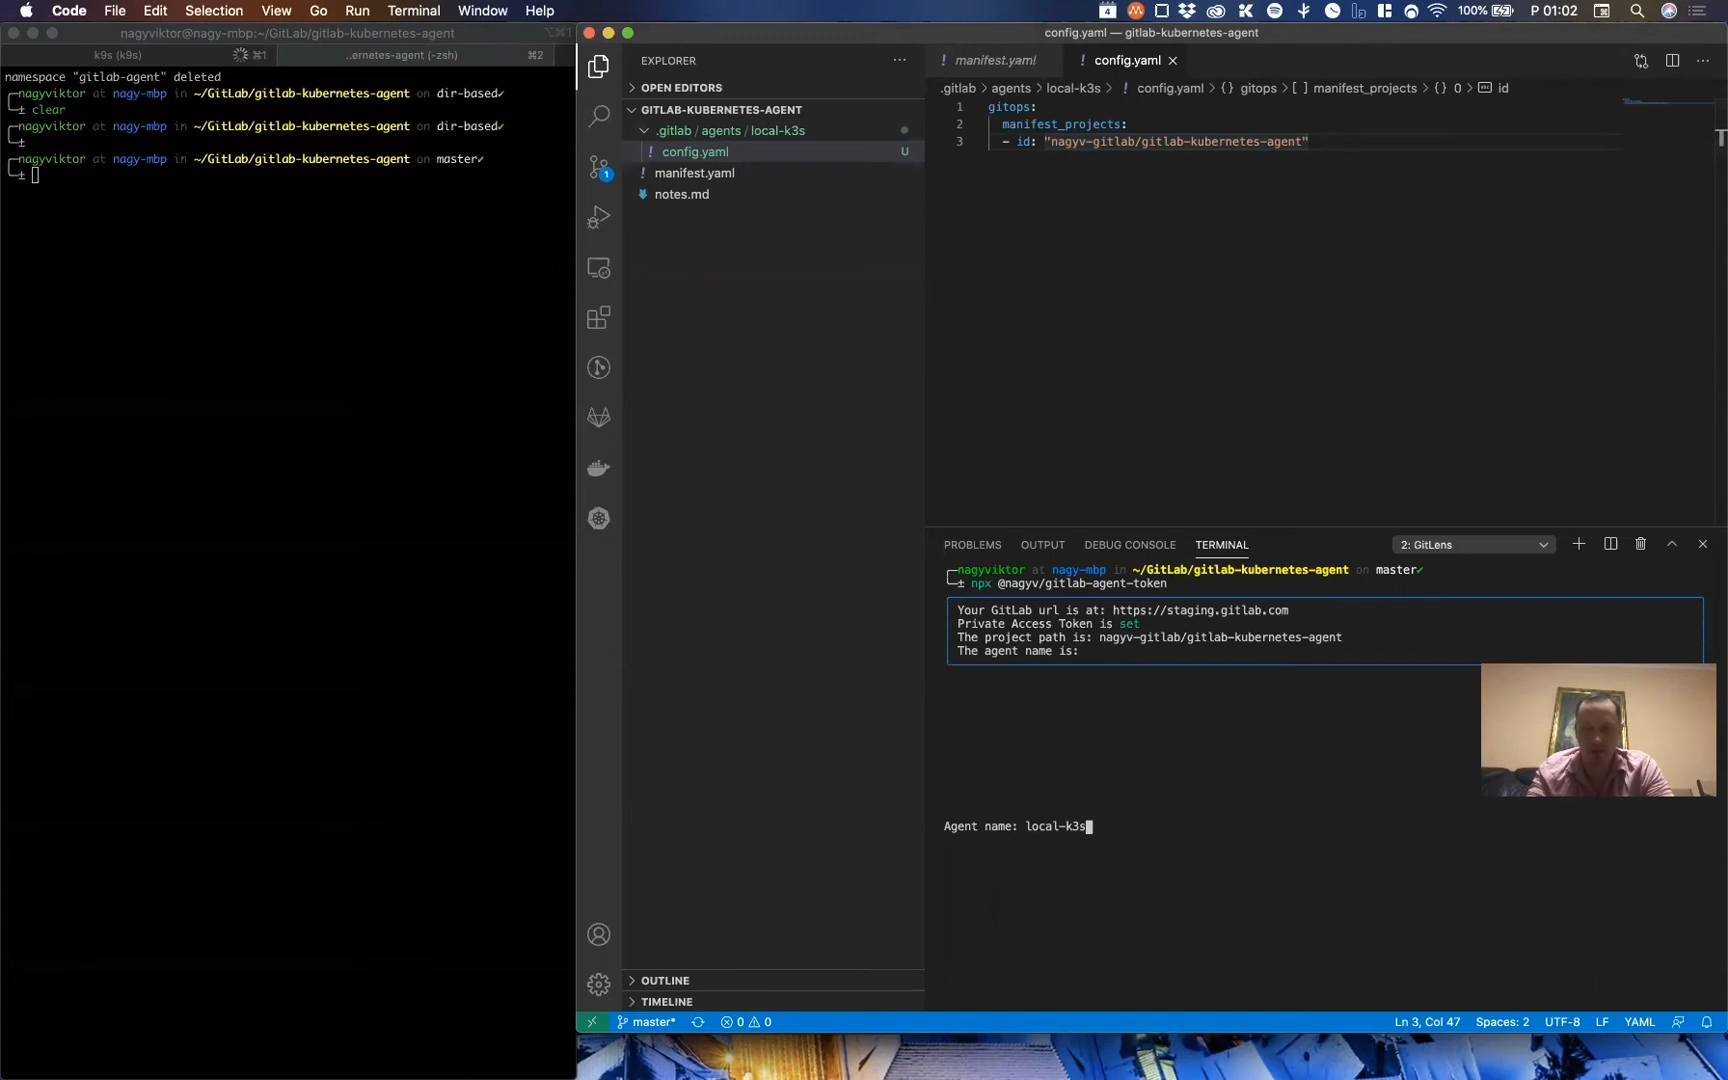 Code File Edit Selection View Go Run Terminal Window Help
4 100% P 01:02
nagyviktor@nagy-mbp:~/GitLab/gitlab-kubernetes-agent ⌥⌘1
k9s (k9s) ⌘1 ..ernetes-agent (-zsh) ⌘2
namespace "gitlab-agent" deleted
nagyviktor at nagy-mbp in ~/GitLab/gitlab-kubernetes-agent on dir-based✔
± clear
nagyviktor at nagy-mbp in ~/GitLab/gitlab-kubernetes-agent on dir-based✔
±
nagyviktor at nagy-mbp in ~/GitLab/gitlab-kubernetes-agent on master✔
±
config.yaml — gitlab-kubernetes-agent
EXPLORER ...
OPEN EDITORS
GITLAB-KUBERNETES-AGENT
.gitlab / agents / local-k3s
! config.yaml U
! manifest.yaml
notes.md
1
OUTLINE
TIMELINE
! manifest.yaml ! config.yaml ×
.gitlab > agents > local-k3s > ! config.yaml > {} gitops > [ ] manifest_projects > {} 0 > abc id
1 gitops:
2 manifest_projects:
3 - id: "nagyv-gitlab/gitlab-kubernetes-agent"
PROBLEMS OUTPUT DEBUG CONSOLE TERMINAL 2: GitLens
nagyviktor at nagy-mbp in ~/GitLab/gitlab-kubernetes-agent on master✔
± npx @nagyv/gitlab-agent-token
Your GitLab url is at: https://staging.gitlab.com
Private Access Token is set
The project path is: nagyv-gitlab/gitlab-kubernetes-agent
The agent name is:
Agent name: local-k3s
master* 0 0 Ln 3, Col 47 Spaces: 2 UTF-8 LF YAML